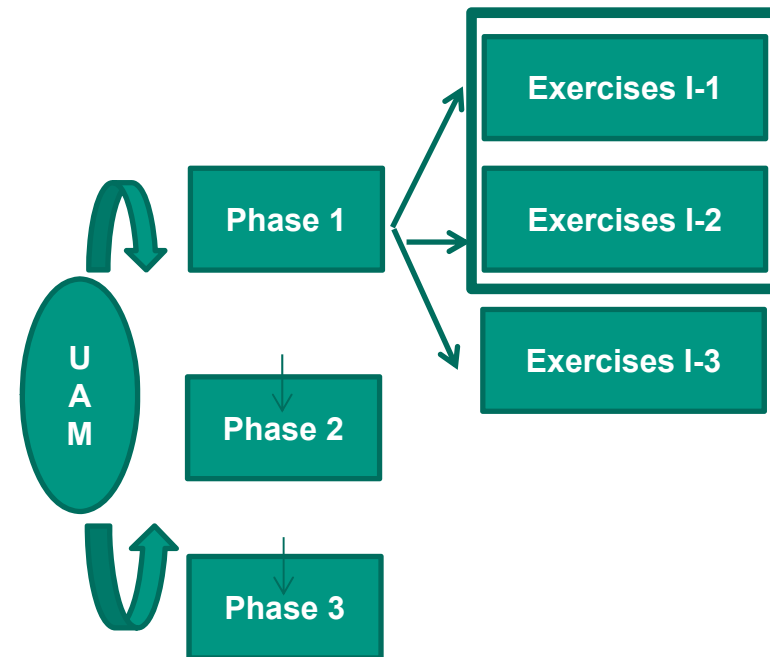 Exercises I-1
Phase 1
Exercises I-2
U
A
M
Exercises I-3
Phase 2
Phase 3